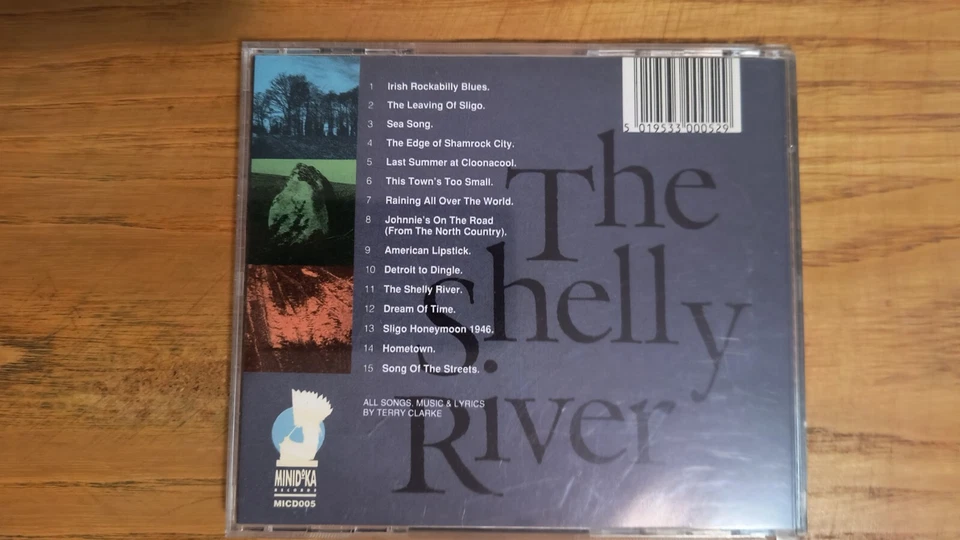 1 Irish Rockabilly Blues.
2 The Leaving Of Sligo.
3 Sea Song.
4 The Edge of Shamrock City.
5 Last Summer at Cloonacool.
6 This Town's Too Small.
7 Raining All Over The World.
8 Johnnie's On The Road
(From The North Country).
9 American Lipstick.
10 Detroit to Dingle.
11 The Shelly River.
12 Dream Of Time.
13 Sligo Honeymoon 1946.
14 Hometown.
15 Song Of The Streets.
ALL SONGS, MUSIC & LYRICS
BY TERRY CLARKE
MINIDOKA
RECORDS
MICD005
5 019533 000529
The
Shelly
River